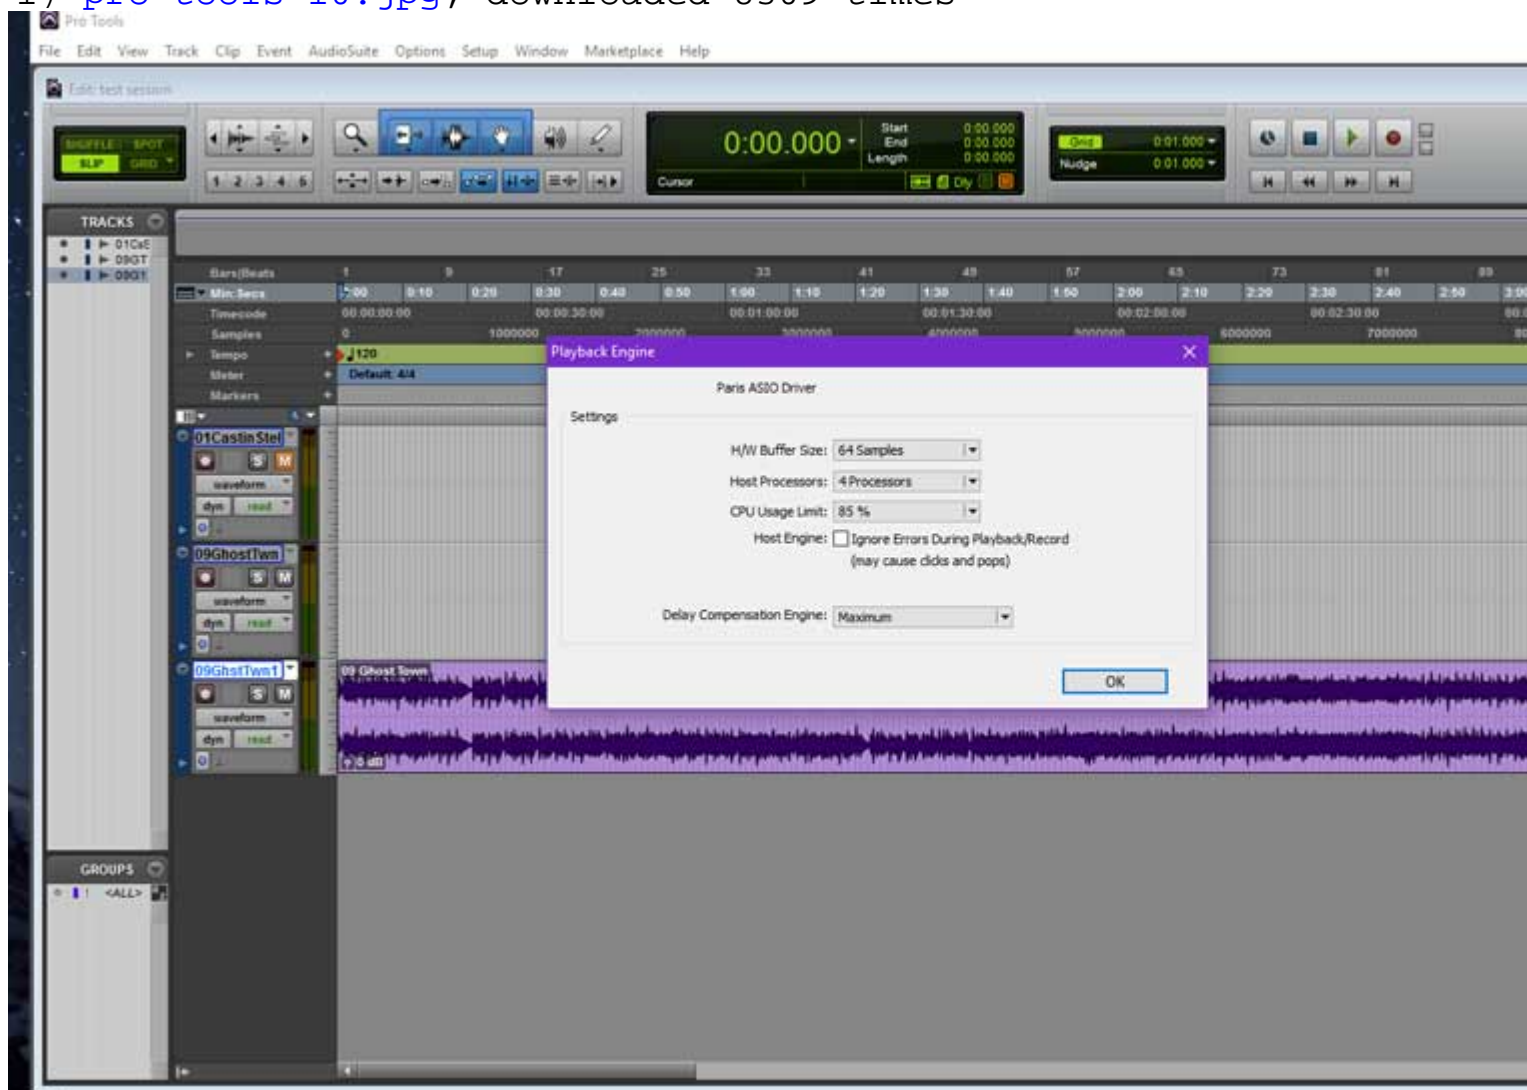 pro tools
Pro Tools
File Edit View Track Clip Event AudioSuite Options Setup Window Marketplace Help
Edit: test session
SHUFFLE SPOT
SLIP GRID
1 2 3 4 5
0:00.000
Start 0:00.000
End 0:00.000
Length 0:00.000
Cursor
Dly
Grid 0:01.000
Nudge 0:01.000
TRACKS
01CsE
09GT
09G1
Bars|Beats 1 9 17 25 33 41 49 57 65 73 81 89
Min:Secs 0:00 0:10 0:20 0:30 0:40 0:50 1:00 1:10 1:20 1:30 1:40 1:50 2:00 2:10 2:20 2:30 2:40 2:50 3:00
Timecode 00:00:00:00 00:00:30:00 00:01:00:00 00:01:30:00 00:02:00:00 00:02:30:00
Samples 0 1000000 2000000 3000000 4000000 5000000 6000000 7000000
Tempo 120
Meter Default: 4/4
Markers
Playback Engine
Paris ASIO Driver
Settings
H/W Buffer Size: 64 Samples
Host Processors: 4 Processors
CPU Usage Limit: 85 %
Host Engine: Ignore Errors During Playback/Record
(may cause clicks and pops)
Delay Compensation Engine: Maximum
OK
01CastinStel
S M
waveform
dyn read
09GhostTwn
S M
waveform
dyn read
09GhstTwn1
S M
waveform
dyn read
09 Ghost Town
0 dB
GROUPS
! <ALL>